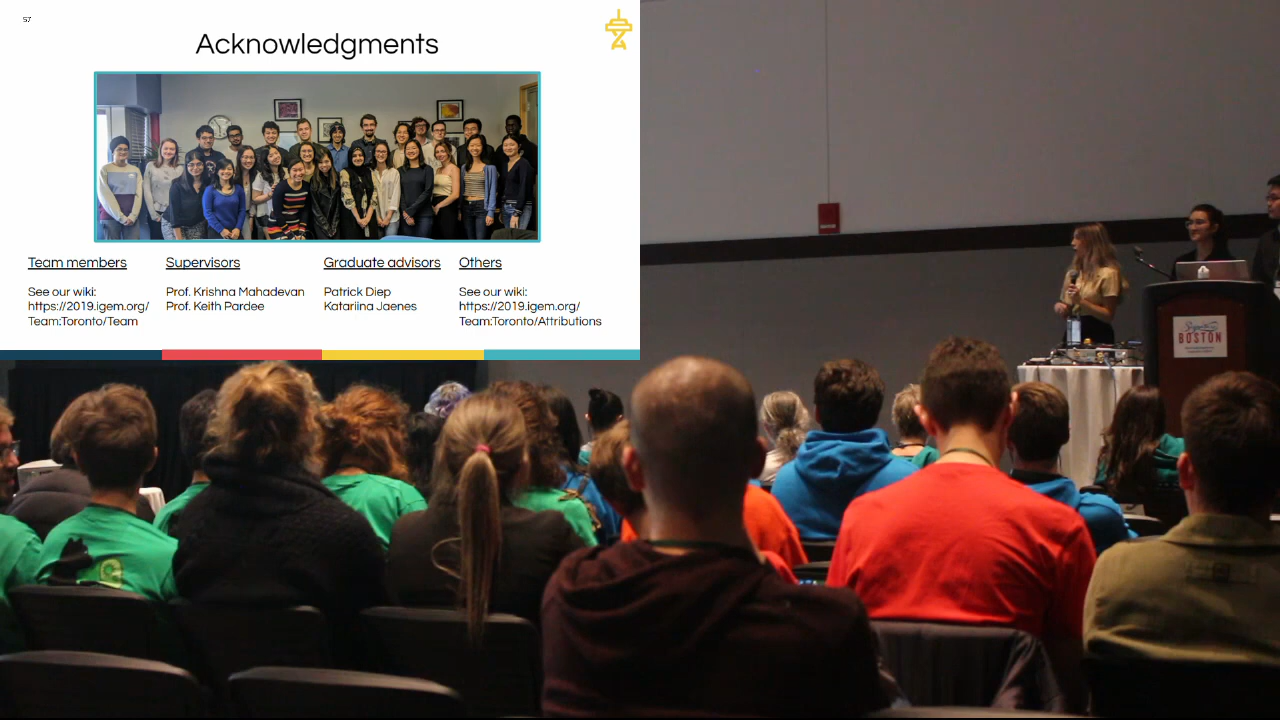 57
Acknowledgments
Team members
See our wiki:
https://2019.igem.org/
Team:Toronto/Team
Supervisors
Prof. Krishna Mahadevan
Prof. Keith Pardee
Graduate advisors
Patrick Diep
Katariina Jaenes
Others
See our wiki:
https://2019.igem.org/
Team:Toronto/Attributions
BOSTON